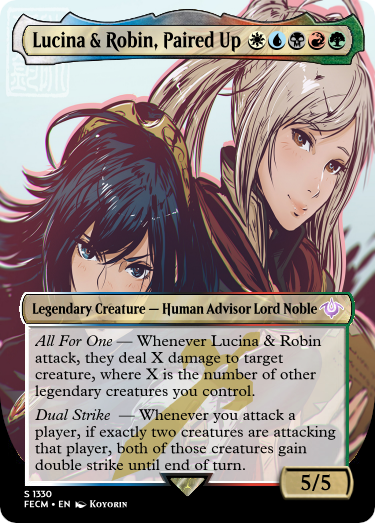 Lucina & Robin, Paired Up
Legendary Creature — Human Advisor Lord Noble
All For One — Whenever Lucina & Robin
attack, they deal X damage to target
creature, where X is the number of other
legendary creatures you control.
Dual Strike — Whenever you attack a
player, if exactly two creatures are attacking
that player, both of those creatures gain
double strike until end of turn.
5/5
S 1330
FECM • EN Koyorin